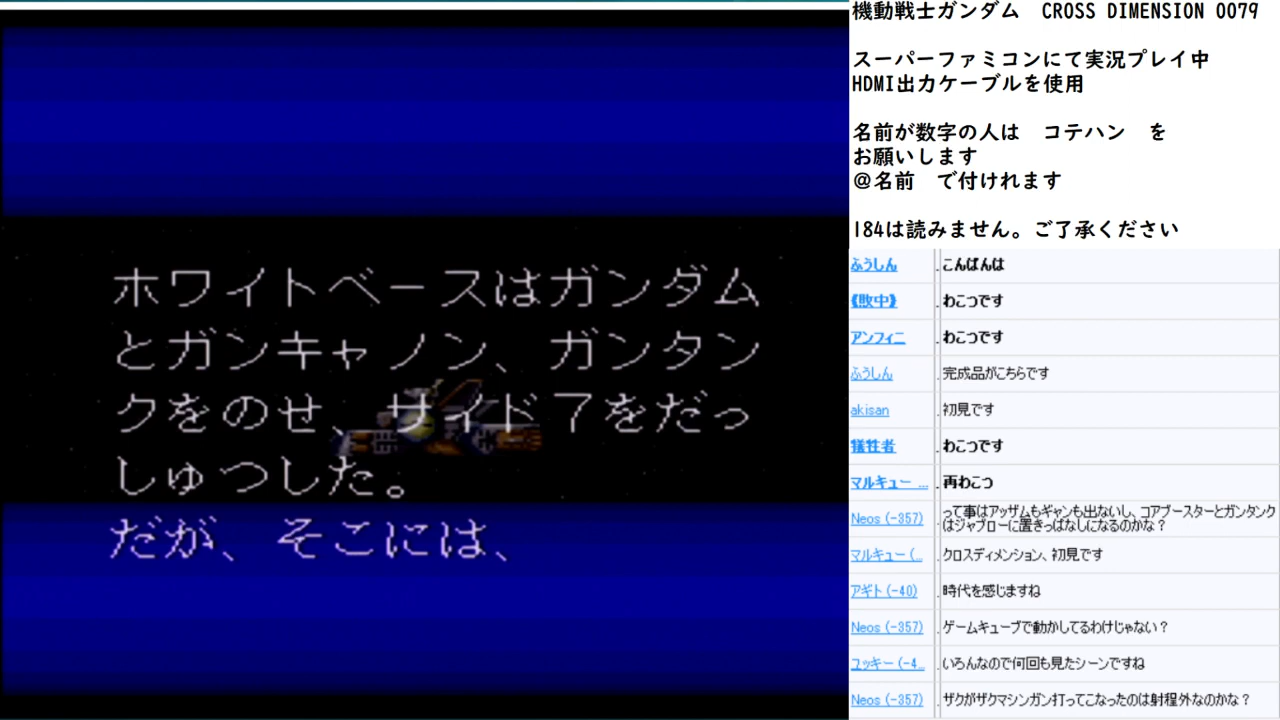 ホワイトベースはガンダム
とガンキャノン、ガンタン
クをのせ、サイド7をだっ
しゅつした。
だが、そこには、
機動戦士ガンダム　CROSS DIMENSION 0079
スーパーファミコンにて実況プレイ中
HDMI出力ケーブルを使用
名前が数字の人は　コテハン　を
お願いします
@名前　で付けれます
184は読みません。ご了承ください
ふうしん .こんばんは
《敗中》 .わこつです
アンフィニ .わこつです
ふうしん .完成品がこちらです
akisan .初見です
犠牲者 .わこつです
マルキュー ... .再わこつ
Neos (-357) .って事はアッザムもギャンも出ないし、コアブースターとガンタンク
はジャブローに置きっぱなしになるのかな？
マルキュー (... .クロスディメンション、初見です
アギト (-40) .時代を感じますね
Neos (-357) .ゲームキューブで動かしてるわけじゃない？
ユッキー (-4... .いろんなので何回も見たシーンですね
Neos (-357) .ザクがザクマシンガン打ってこなったのは射程外なのかな？